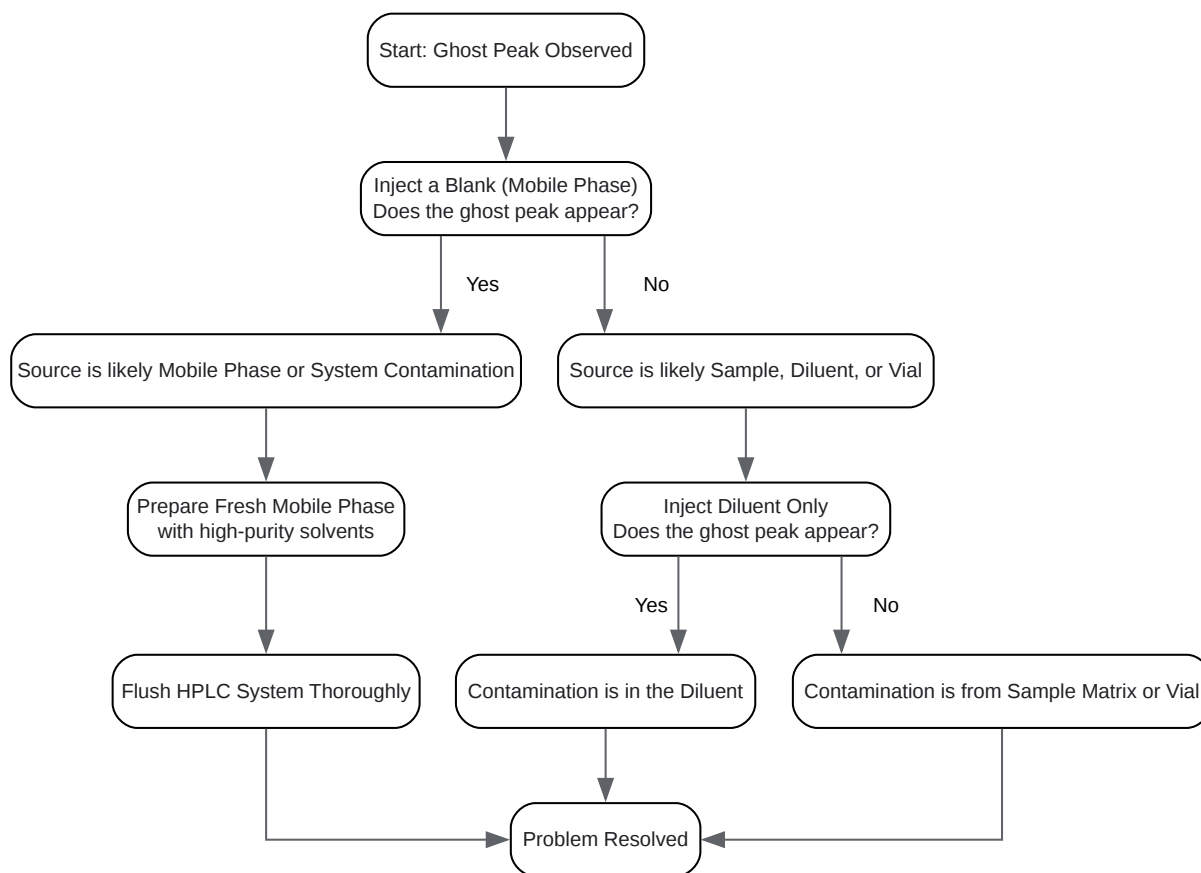 Start: Ghost Peak Observed
Inject a Blank (Mobile Phase)
Does the ghost peak appear?
Yes
No
Source is likely Mobile Phase or System Contamination
Source is likely Sample, Diluent, or Vial
Prepare Fresh Mobile Phase
with high-purity solvents
Inject Diluent Only
Does the ghost peak appear?
Yes
No
Flush HPLC System Thoroughly
Contamination is in the Diluent
Contamination is from Sample Matrix or Vial
Problem Resolved